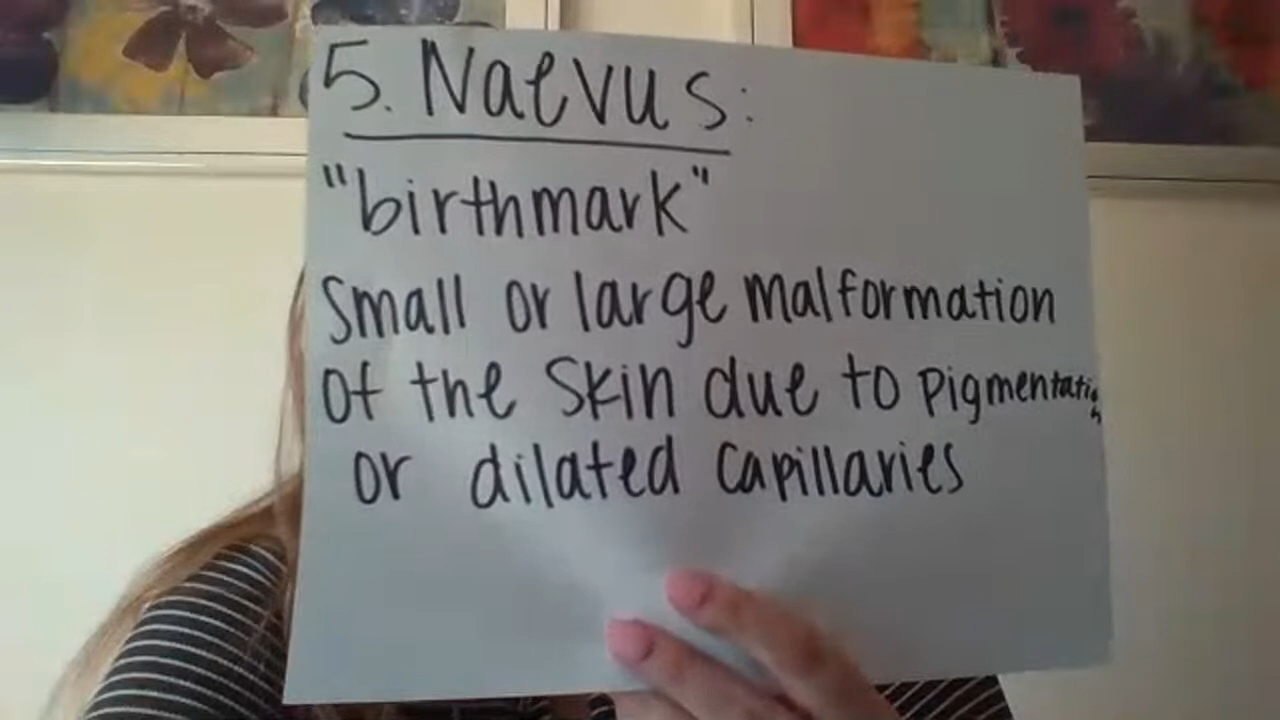 5. Naevus:
"birthmark"
Small or large malformation
of the skin due to pigmentation
or dilated capillaries